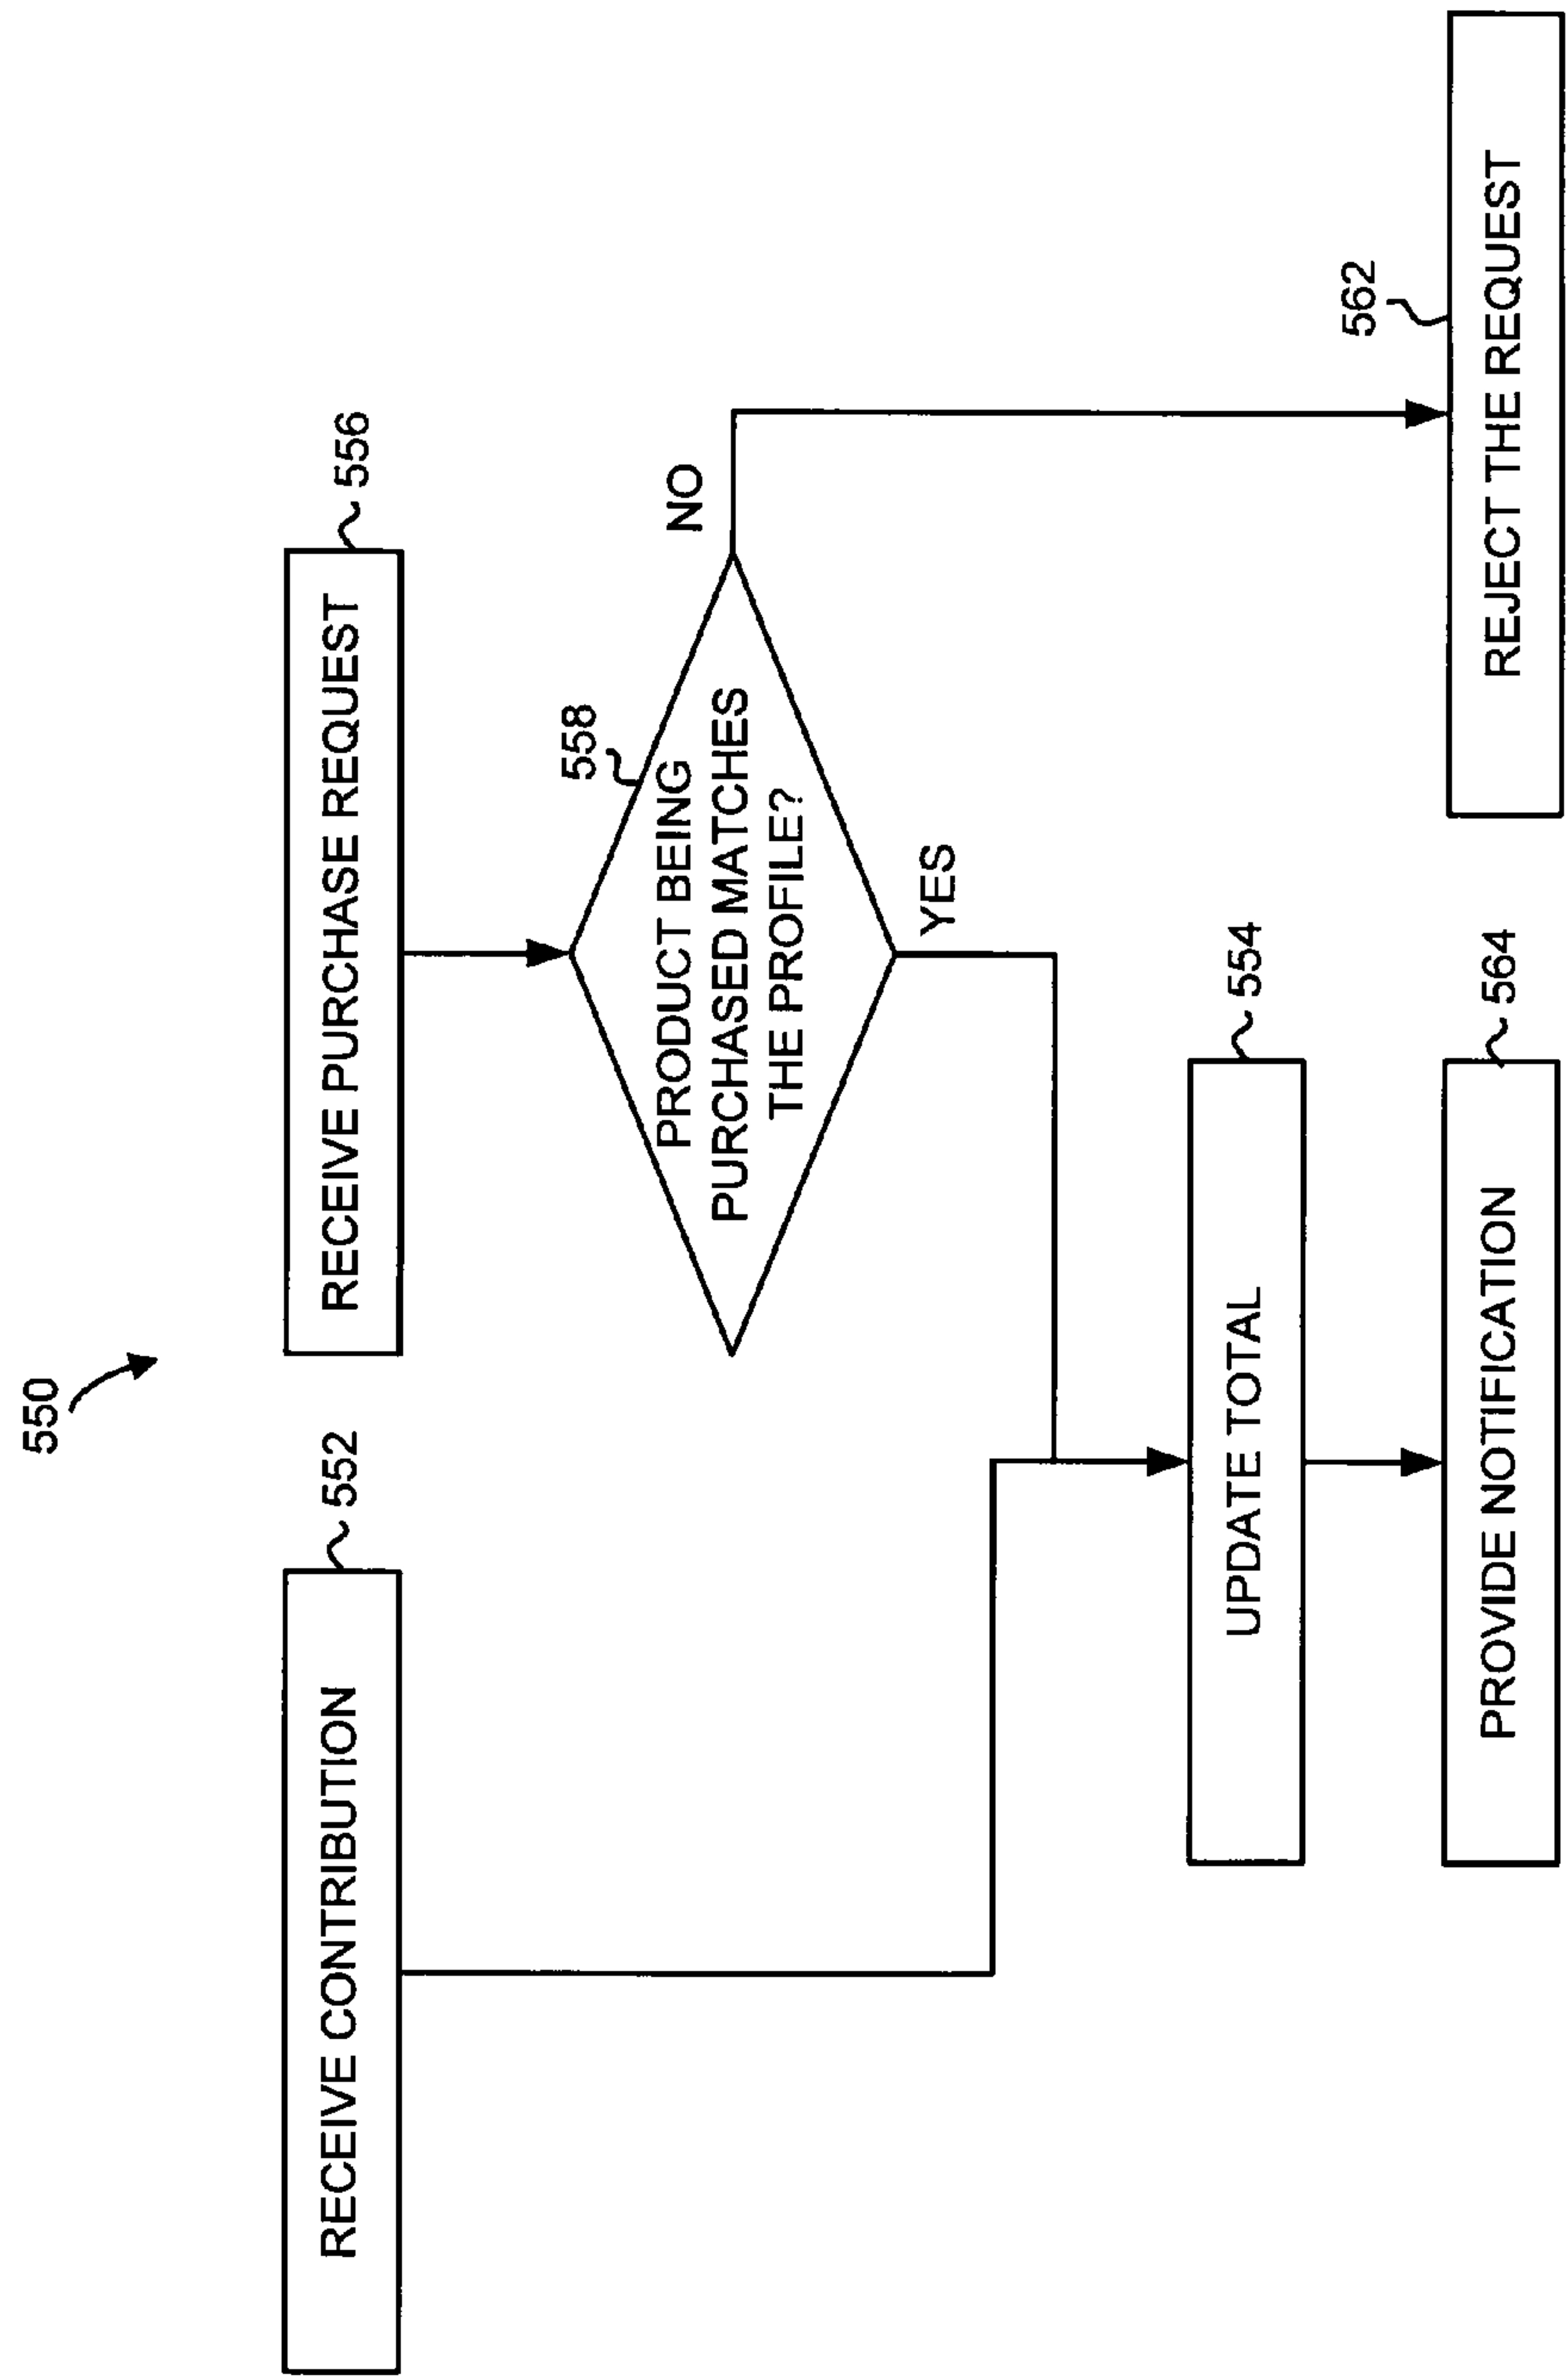 550
RECEIVE CONTRIBUTION
552
RECEIVE PURCHASE REQUEST
556
558
PRODUCT BEING
PURCHASED MATCHES
THE PROFILE?
NO
YES
UPDATE TOTAL
554
562
PROVIDE NOTIFICATION
564
REJECT THE REQUEST